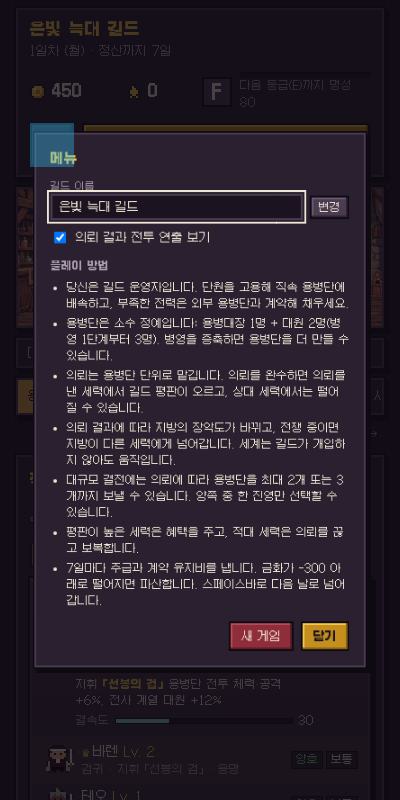 은빛 늑대 길드
1일차 (월) · 정산까지 7일
450
0
F
다음 등급(E)까지 명성
80
메뉴
길드 이름
은빛 늑대 길드
변경
의뢰 결과 전투 연출 보기
플레이 방법
• 당신은 길드 운영자입니다. 단원을 고용해 직속 용병단에
배속하고, 부족한 전력은 외부 용병단과 계약해 채우세요.
• 용병단은 소수 정예입니다: 용병대장 1명 + 대원 2명(병
영 1단계부터 3명). 병영을 증축하면 용병단을 더 만들 수
있습니다.
• 의뢰는 용병단 단위로 맡깁니다. 의뢰를 완수하면 의뢰를
낸 세력에서 길드 평판이 오르고, 상대 세력에서는 떨어
질 수 있습니다.
• 의뢰 결과에 따라 지방의 장악도가 바뀌고, 전쟁 중이면
지방이 다른 세력에게 넘어갑니다. 세계는 길드가 개입하
지 않아도 움직입니다.
• 대규모 결전에는 의뢰에 따라 용병단을 최대 2개 또는 3
개까지 보낼 수 있습니다. 양쪽 중 한 진영만 선택할 수
있습니다.
• 평판이 높은 세력은 혜택을 주고, 적대 세력은 의뢰를 끊
고 보복합니다.
• 7일마다 주급과 계약 유지비를 냅니다. 금화가 -300 아
래로 떨어지면 파산합니다. 스페이스바로 다음 날로 넘어
갑니다.
새 게임
닫기
지휘 「선봉의 검」 용병단 전투 체력 공격
+6%, 전사 계열 대원 +12%
결속도
30
바렌 Lv. 2
검귀 · 지휘 「선봉의 검」 · 용맹
양호
보통
테오 Lv. 1